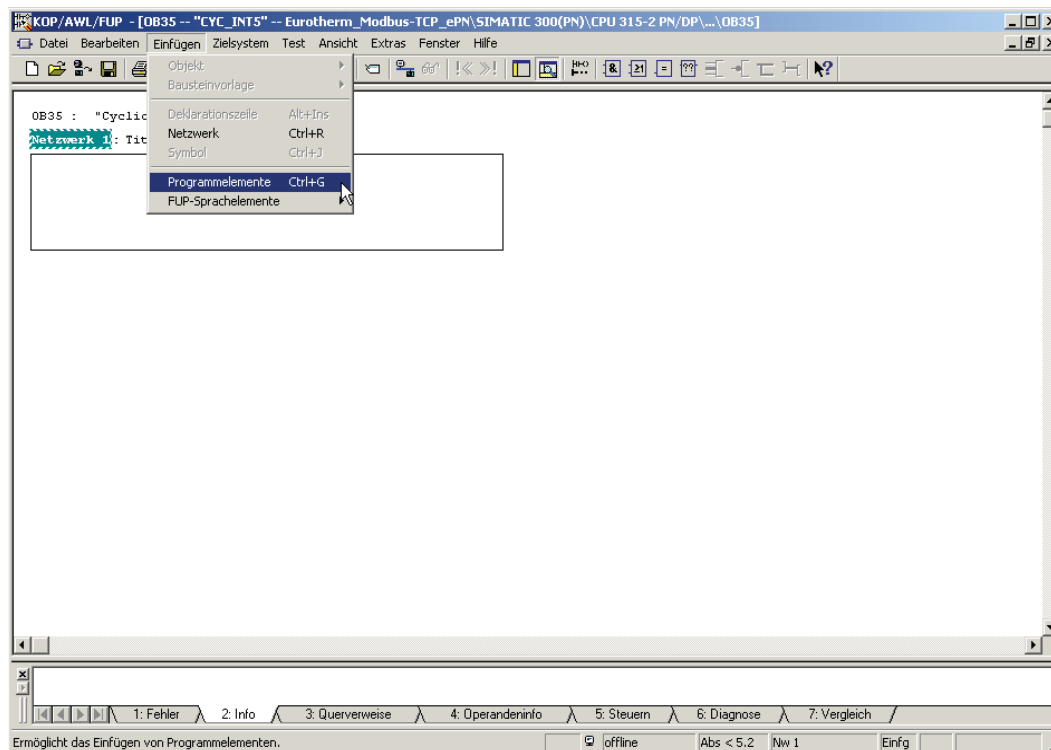 KOP/AWL/FUP - [OB35 -- "CYC_INT5" -- Eurotherm_Modbus-TCP_ePN\SIMATIC 300(PN)\CPU 315-2 PN/DP\...\OB35]
Datei Bearbeiten Einfügen Zielsystem Test Ansicht Extras Fenster Hilfe
Objekt
Bausteinvorlage
Deklarationszeile Alt+Ins
Netzwerk Ctrl+R
Symbol Ctrl+J
Programmelemente Ctrl+G
FUP-Sprachelemente
OB35 : "Cyclic
Netzwerk 1: Tit
1: Fehler 2: Info 3: Querverweise 4: Operandeninfo 5: Steuern 6: Diagnose 7: Vergleich
Ermöglicht das Einfügen von Programmelementen. offline Abs < 5.2 Nw 1 Einfg